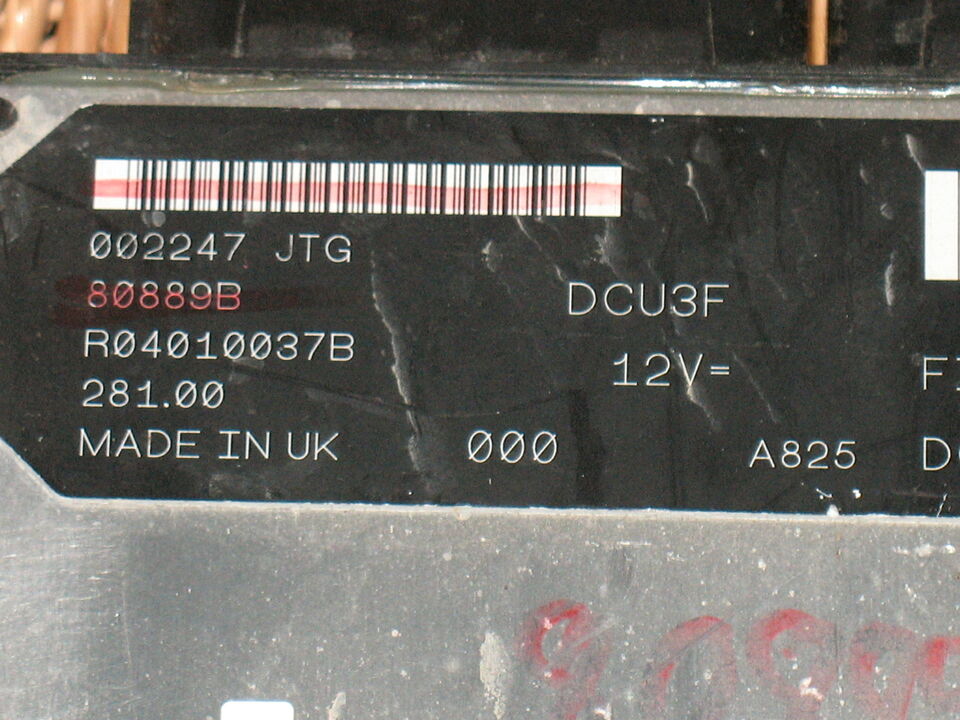 002247 JTG
80889B
R04010037B
281.00
MADE IN UK
000
DCU3F
12V=
A825